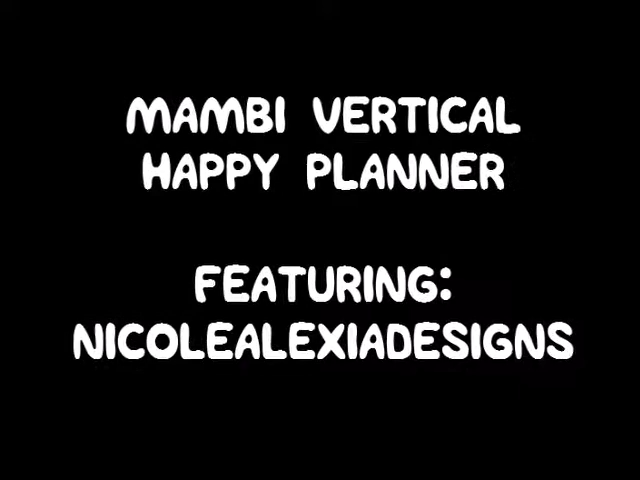 MAMBI VERTICAL
HAPPY PLANNER
FEATURING:
NICOLEALEXIADESIGNS